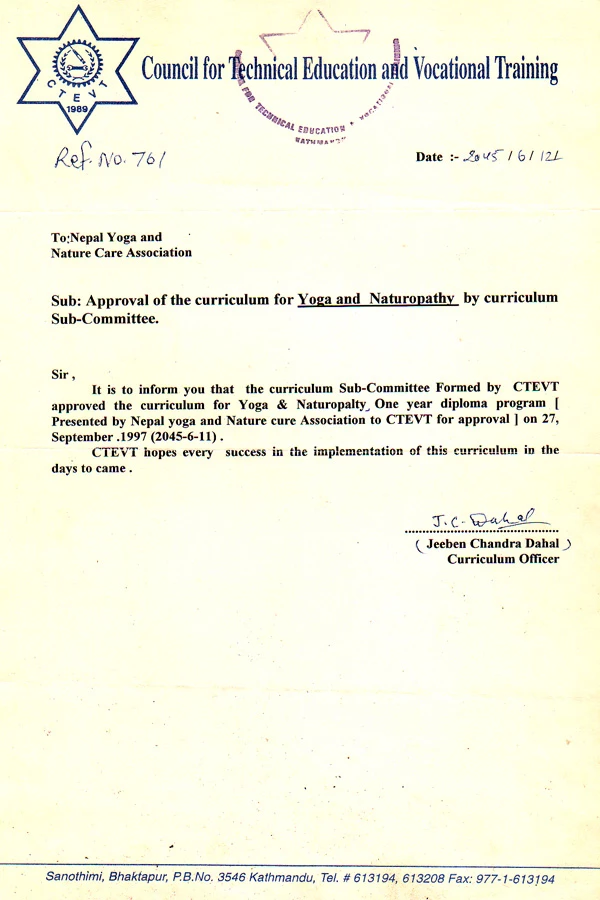 Council for Technical Education and Vocational Training
CTEVT
1989
FOR TECHNICAL EDUCATION * VOCATIONAL
Ref. No. 761
Date :- 2045/6/12
To:Nepal Yoga and
Nature Care Association
Sub: Approval of the curriculum for Yoga and Naturopathy by curriculum
Sub-Committee.
Sir ,
It is to inform you that the curriculum Sub-Committee Formed by CTEVT
approved the curriculum for Yoga & Naturopalty One year diploma program [
Presented by Nepal yoga and Nature cure Association to CTEVT for approval ] on 27,
September .1997 (2045-6-11) .
CTEVT hopes every success in the implementation of this curriculum in the
days to came .
J. C. Dahal
( Jeeben Chandra Dahal )
Curriculum Officer
Sanothimi, Bhaktapur, P.B.No. 3546 Kathmandu, Tel. # 613194, 613208 Fax: 977-1-613194